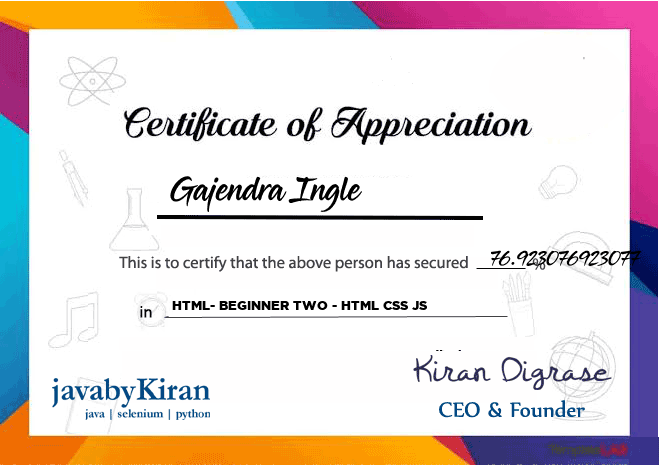 Certificate of Appreciation
Gajendra Ingle
This is to certify that the above person has secured 76.923076923077 %
in HTML- BEGINNER TWO - HTML CSS JS
Kiran Digrase
javabyKiran
CEO & Founder
java | selenium | python